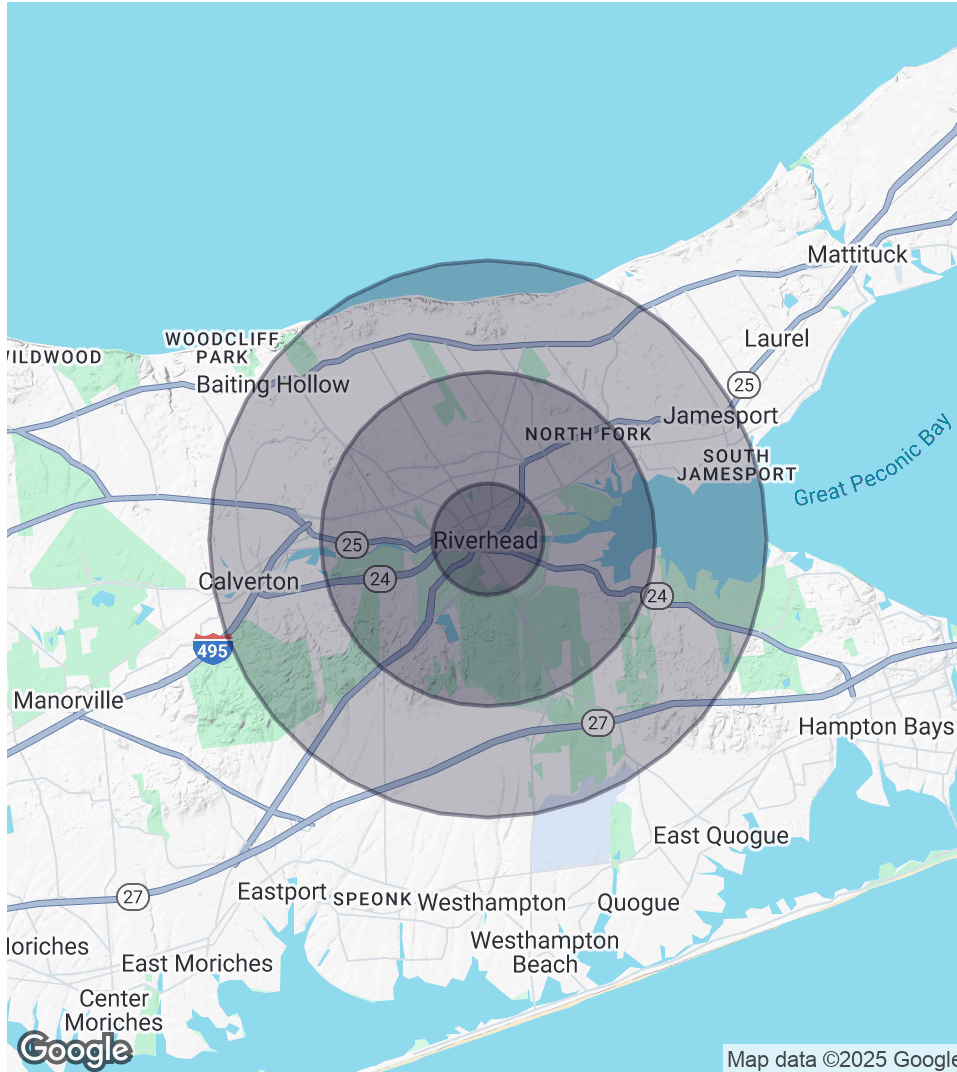 Mattituck
Laurel
WOODCLIFF
PARK
WILDWOOD
Baiting Hollow
25
Jamesport
NORTH FORK
SOUTH
JAMESPORT
Great Peconic Bay
Riverhead
25
24
Calverton
24
495
Manorville
27
Hampton Bays
East Quogue
27
Eastport
SPEONK
Westhampton
Quogue
Westhampton
Beach
Moriches
East Moriches
Center
Moriches
Google
Map data ©2025 Google